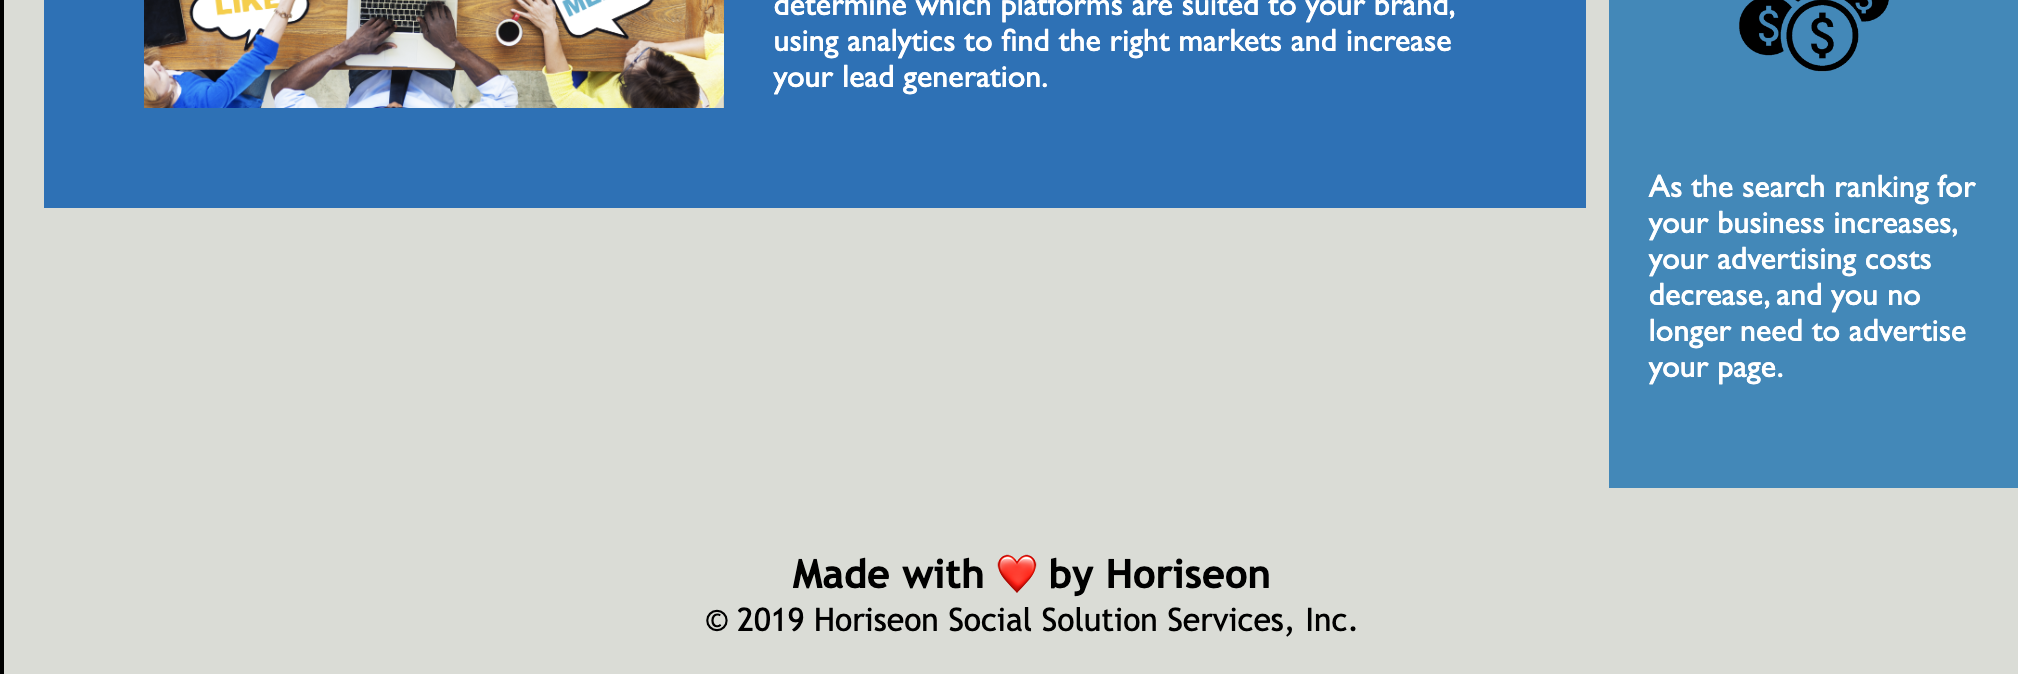 LIKE
determine which platforms are suited to your brand,
using analytics to find the right markets and increase
your lead generation.
$ $ $
As the search ranking for
your business increases,
your advertising costs
decrease, and you no
longer need to advertise
your page.
Made with ❤️ by Horiseon
© 2019 Horiseon Social Solution Services, Inc.